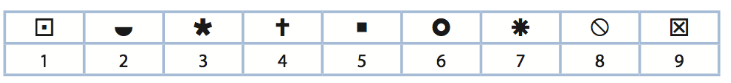 ⊡ ◒ * ✝ ■ O ✳ ⦸ ☒
1 2 3 4 5 6 7 8 9